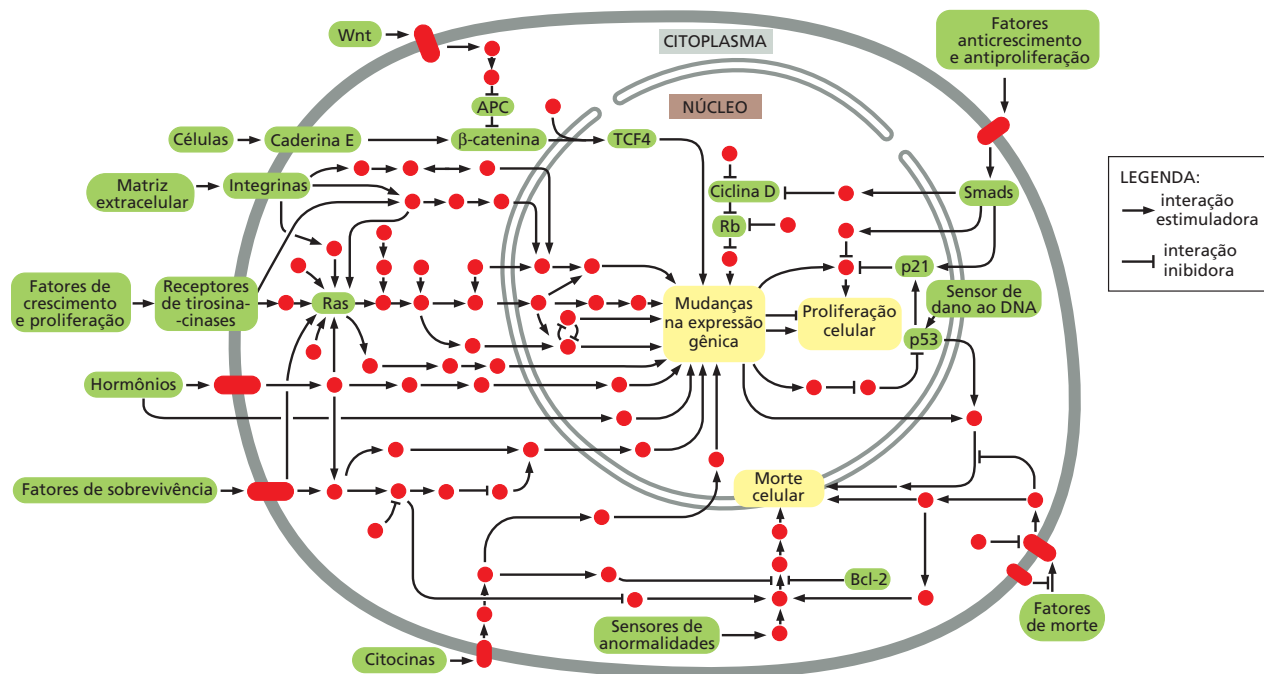 Wnt
CITOPLASMA
Fatores
anticrescimento
e antiproliferação
NÚCLEO
APC
Células
Caderina E
β-catenina
TCF4
Matriz
extracelular
Integrinas
Ciclina D
Smads
Rb
LEGENDA:
interação
estimuladora
interação
inibidora
Fatores de
crescimento
e proliferação
Receptores
de tirosina-
-cinases
Ras
Mudanças
na expressão
gênica
Proliferação
celular
p21
Sensor de
dano ao DNA
p53
Hormônios
Fatores de sobrevivência
Morte
celular
Bcl-2
Sensores de
anormalidades
Fatores
de morte
Citocinas